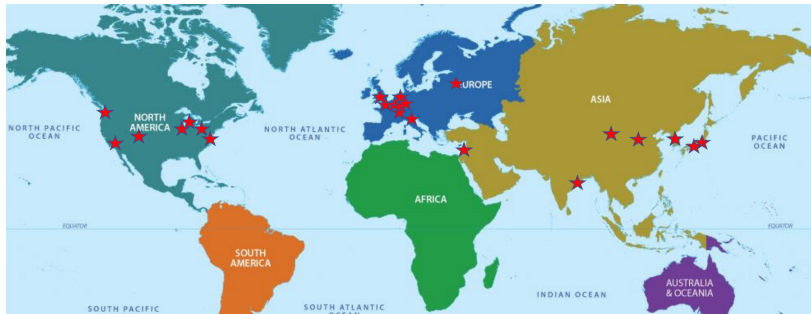 NORTH PACIFIC
OCEAN
NORTH
AMERICA
NORTH ATLANTIC
OCEAN
UROPE
ASIA
PACIFIC
OCEAN
AFRICA
EQUATOR
EQUATOR
SOUTH
AMERICA
INDIAN OCEAN
AUSTRALIA
& OCEANIA
SOUTH PACIFIC
SOUTH ATLANTIC
OCEAN